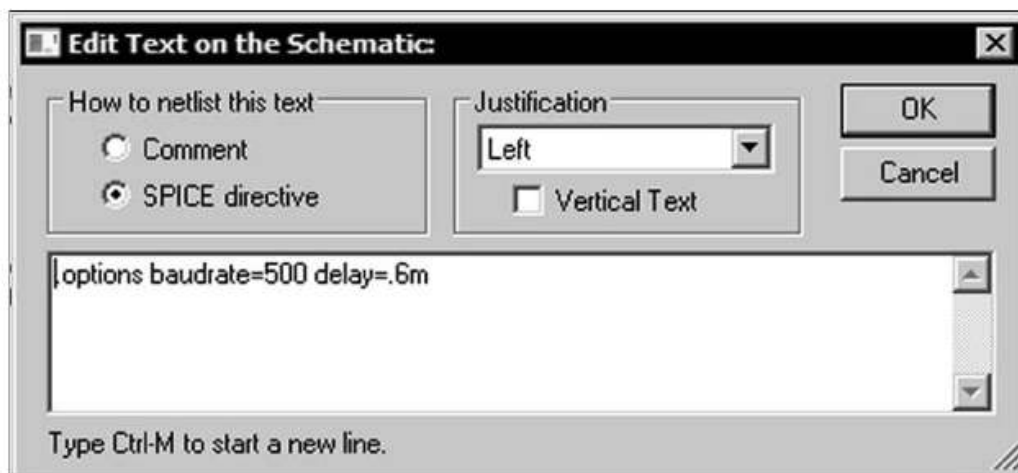 Edit Text on the Schematic:
How to netlist this text
Comment
SPICE directive
Justification
Left
Vertical Text
OK
Cancel
.options baudrate=500 delay=.6m
Type Ctrl-M to start a new line.